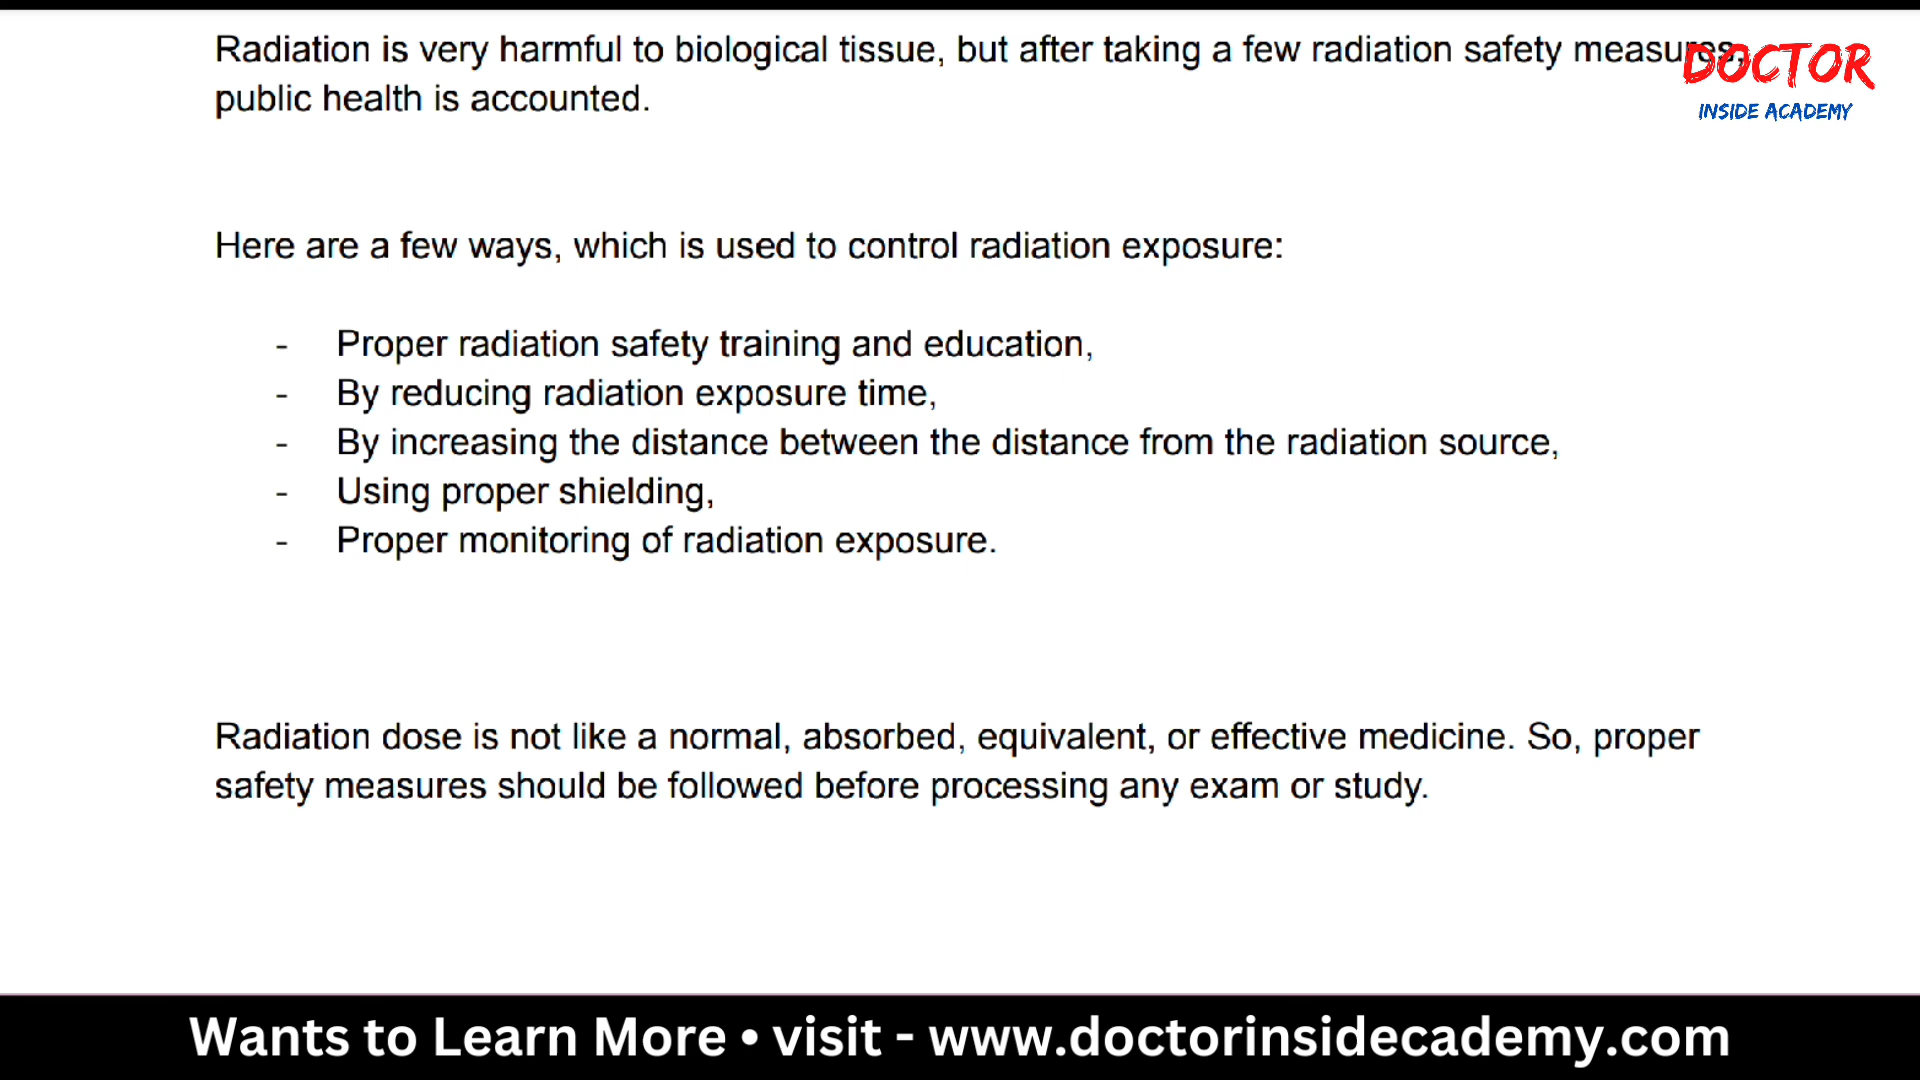 Radiation is very harmful to biological tissue, but after taking a few radiation safety measures,
public health is accounted.
DOCTOR
INSIDE ACADEMY
Here are a few ways, which is used to control radiation exposure:
- Proper radiation safety training and education,
- By reducing radiation exposure time,
- By increasing the distance between the distance from the radiation source,
- Using proper shielding,
- Proper monitoring of radiation exposure.
Radiation dose is not like a normal, absorbed, equivalent, or effective medicine. So, proper
safety measures should be followed before processing any exam or study.
Wants to Learn More • visit - www.doctorinsidecademy.com